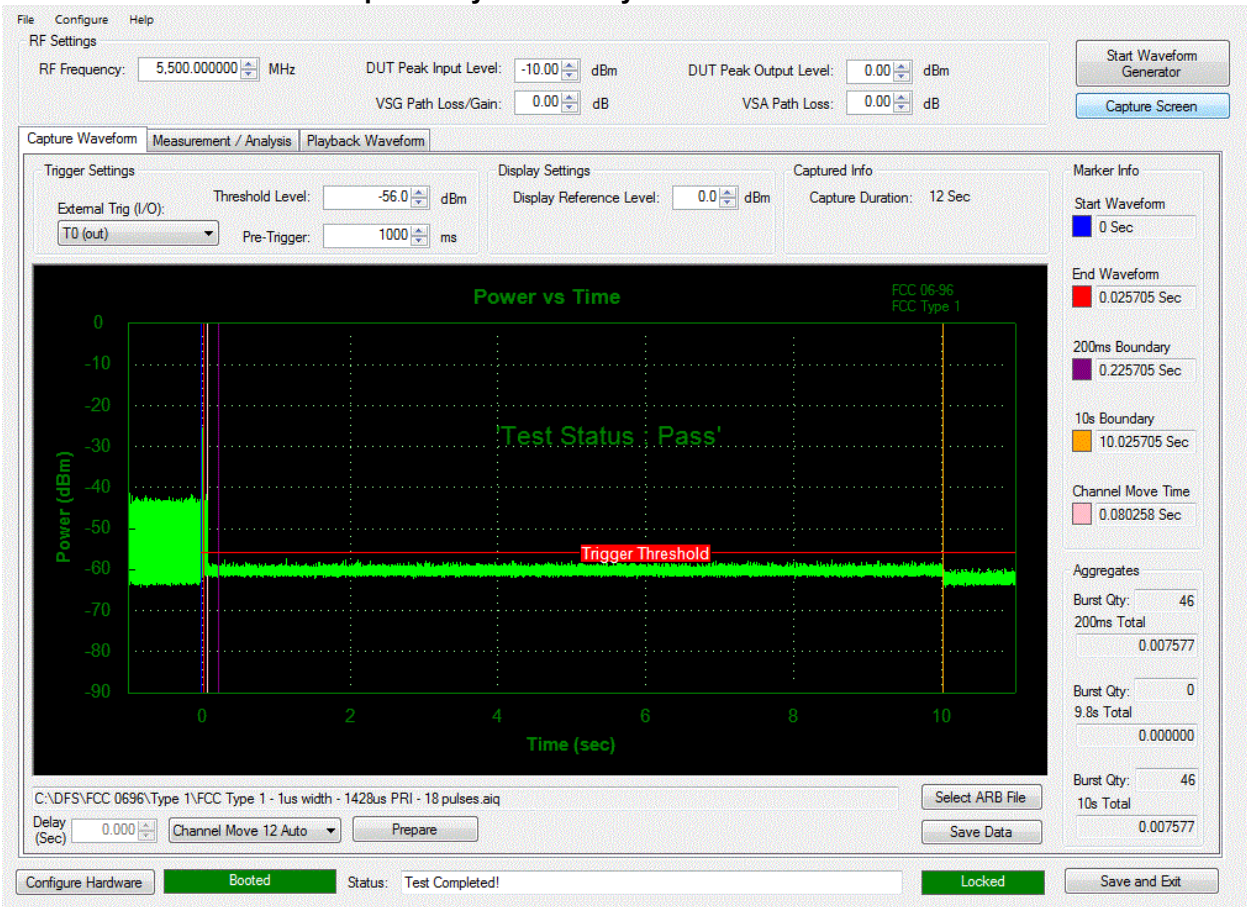 File Configure Help
RF Settings
RF Frequency: 5,500.000000 MHz DUT Peak Input Level: -10.00 dBm DUT Peak Output Level: 0.00 dBm
VSG Path Loss/Gain: 0.00 dB VSA Path Loss: 0.00 dB
Start Waveform
Generator
Capture Screen
Capture Waveform Measurement / Analysis Playback Waveform
Trigger Settings
Threshold Level: -56.0 dBm
External Trig (I/O):
T0 (out) Pre-Trigger: 1000 ms
Display Settings
Display Reference Level: 0.0 dBm
Captured Info
Capture Duration: 12 Sec
Power vs Time
FCC 06-96
FCC Type 1
0
-10
-20
-30
-40
-50
-60
-70
-80
-90
Power (dBm)
'Test Status : Pass'
Trigger Threshold
0 2 4 6 8 10
Time (sec)
Marker Info
Start Waveform
0 Sec
End Waveform
0.025705 Sec
200ms Boundary
0.225705 Sec
10s Boundary
10.025705 Sec
Channel Move Time
0.080258 Sec
Aggregates
Burst Qty: 46
200ms Total
0.007577
Burst Qty: 0
9.8s Total
0.000000
Burst Qty: 46
10s Total
0.007577
C:\DFS\FCC 0696\Type 1\FCC Type 1 - 1us width - 1428us PRI - 18 pulses.aiq Select ARB File
Delay
(Sec) 0.000 Channel Move 12 Auto Prepare Save Data
Configure Hardware Booted Status: Test Completed! Locked Save and Exit